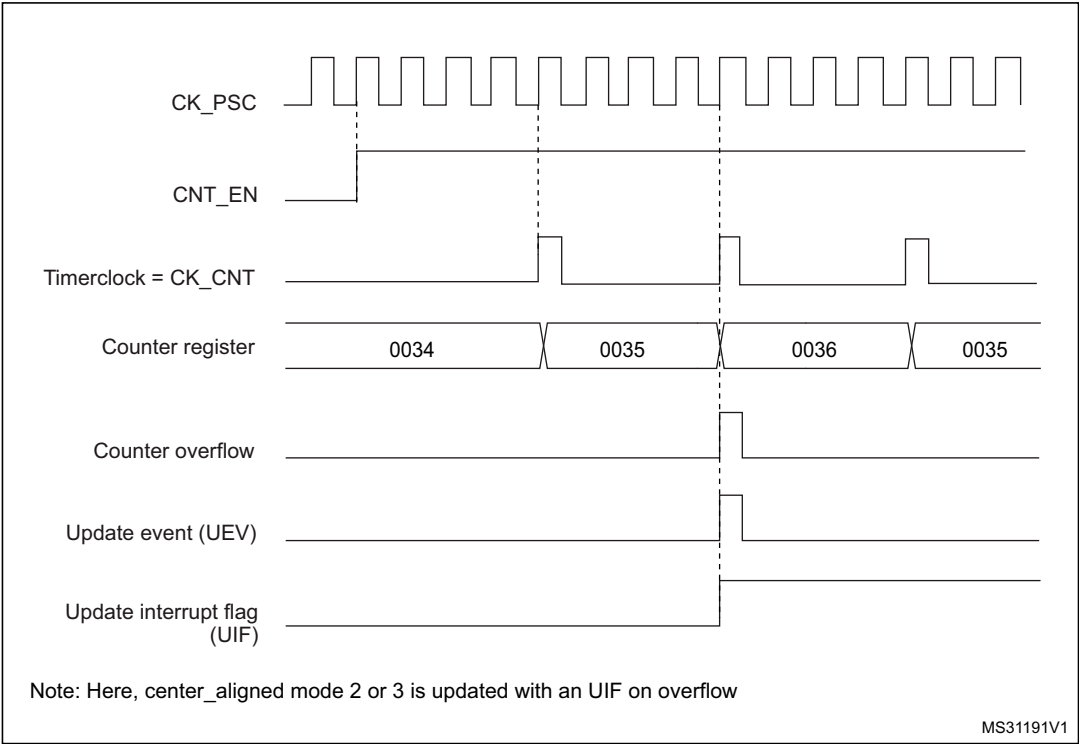 CK_PSC
CNT_EN
Timerclock = CK_CNT
Counter register
0034
0035
0036
0035
Counter overflow
Update event (UEV)
Update interrupt flag
(UIF)
Note: Here, center_aligned mode 2 or 3 is updated with an UIF on overflow
MS31191V1